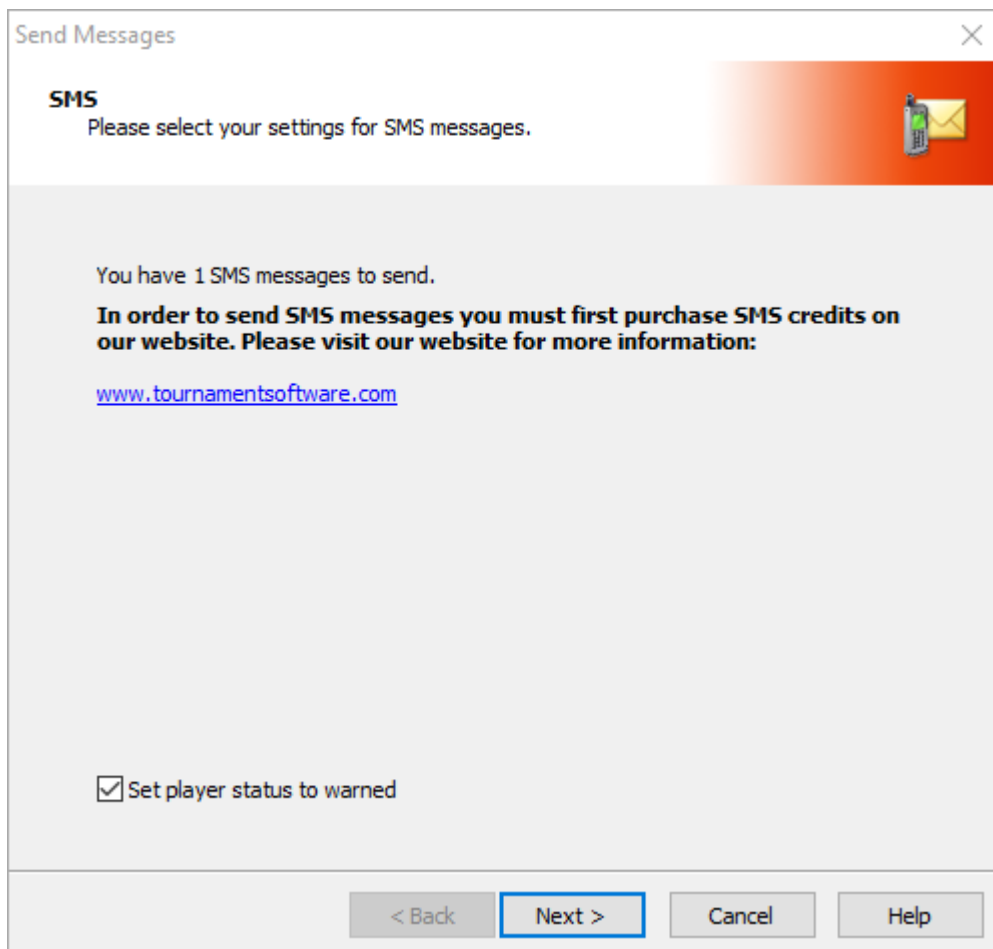 Send Messages
SMS
Please select your settings for SMS messages.
You have 1 SMS messages to send.
In order to send SMS messages you must first purchase SMS credits on
our website. Please visit our website for more information:
www.tournamentsoftware.com
Set player status to warned
< Back Next > Cancel Help